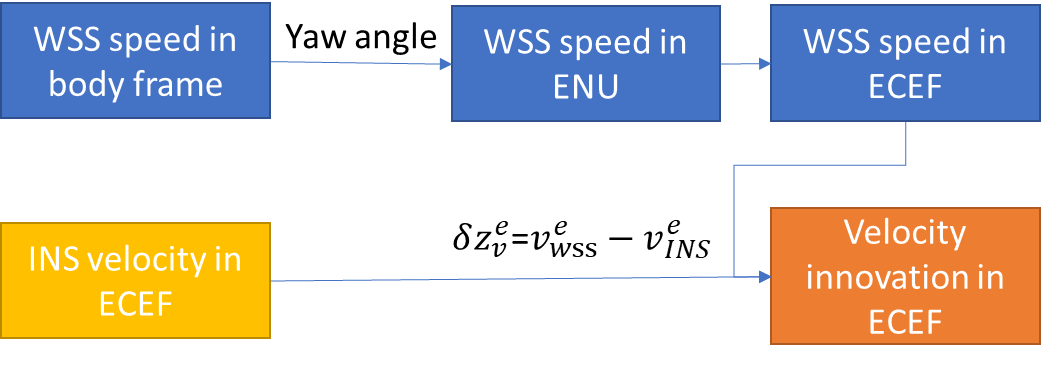 WSS speed in
body frame
Yaw angle
WSS speed in
ENU
WSS speed in
ECEF
INS velocity in
ECEF
δz_v^e=v_wss^e − v_INS^e
Velocity
innovation in
ECEF